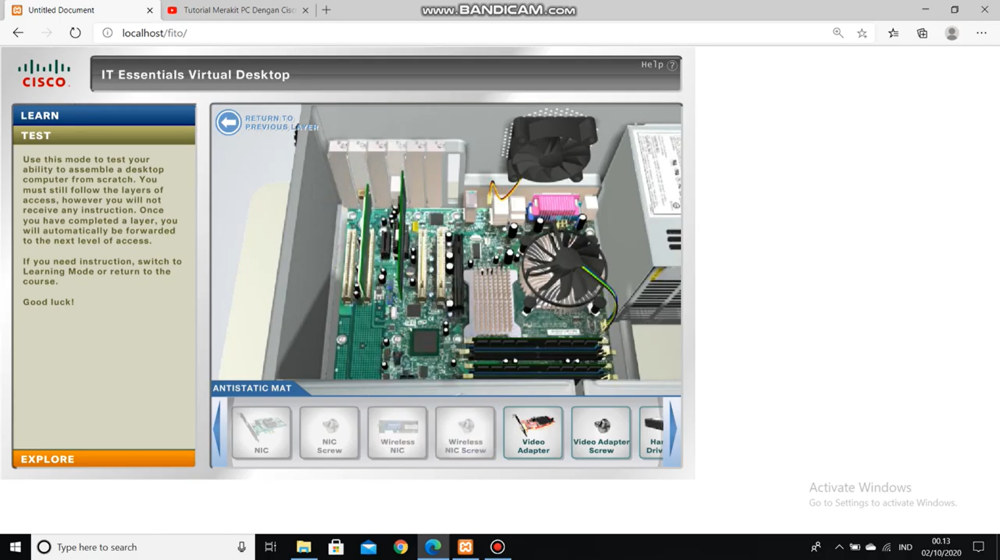 Untitled Document
Tutorial Merakit PC Dengan Cisc
www.BANDICAM.com
localhost/fito/
CISCO
IT Essentials Virtual Desktop
Help ?
LEARN
TEST
Use this mode to test your
ability to assemble a desktop
computer from scratch. You
must still follow the layers of
access, however you will not
receive any instruction. Once
you have completed a layer, you
will automatically be forwarded
to the next level of access.
If you need instruction, switch to
Learning Mode or return to the
course.
Good luck!
EXPLORE
RETURN TO
PREVIOUS LAYER
ANTISTATIC MAT
NIC
NIC
Screw
Wireless
NIC
Wireless
NIC Screw
Video
Adapter
Video Adapter
Screw
Har
Driv
Activate Windows
Go to Settings to activate Windows.
Type here to search
IND
00.13
02/10/2020